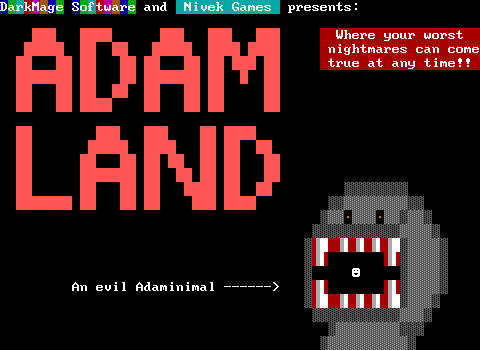 DarkMage Software and Nivek Games presents:
ADAM
LAND
Where your worst
nightmares can come
true at any time!!
An evil Adaminimal ------>